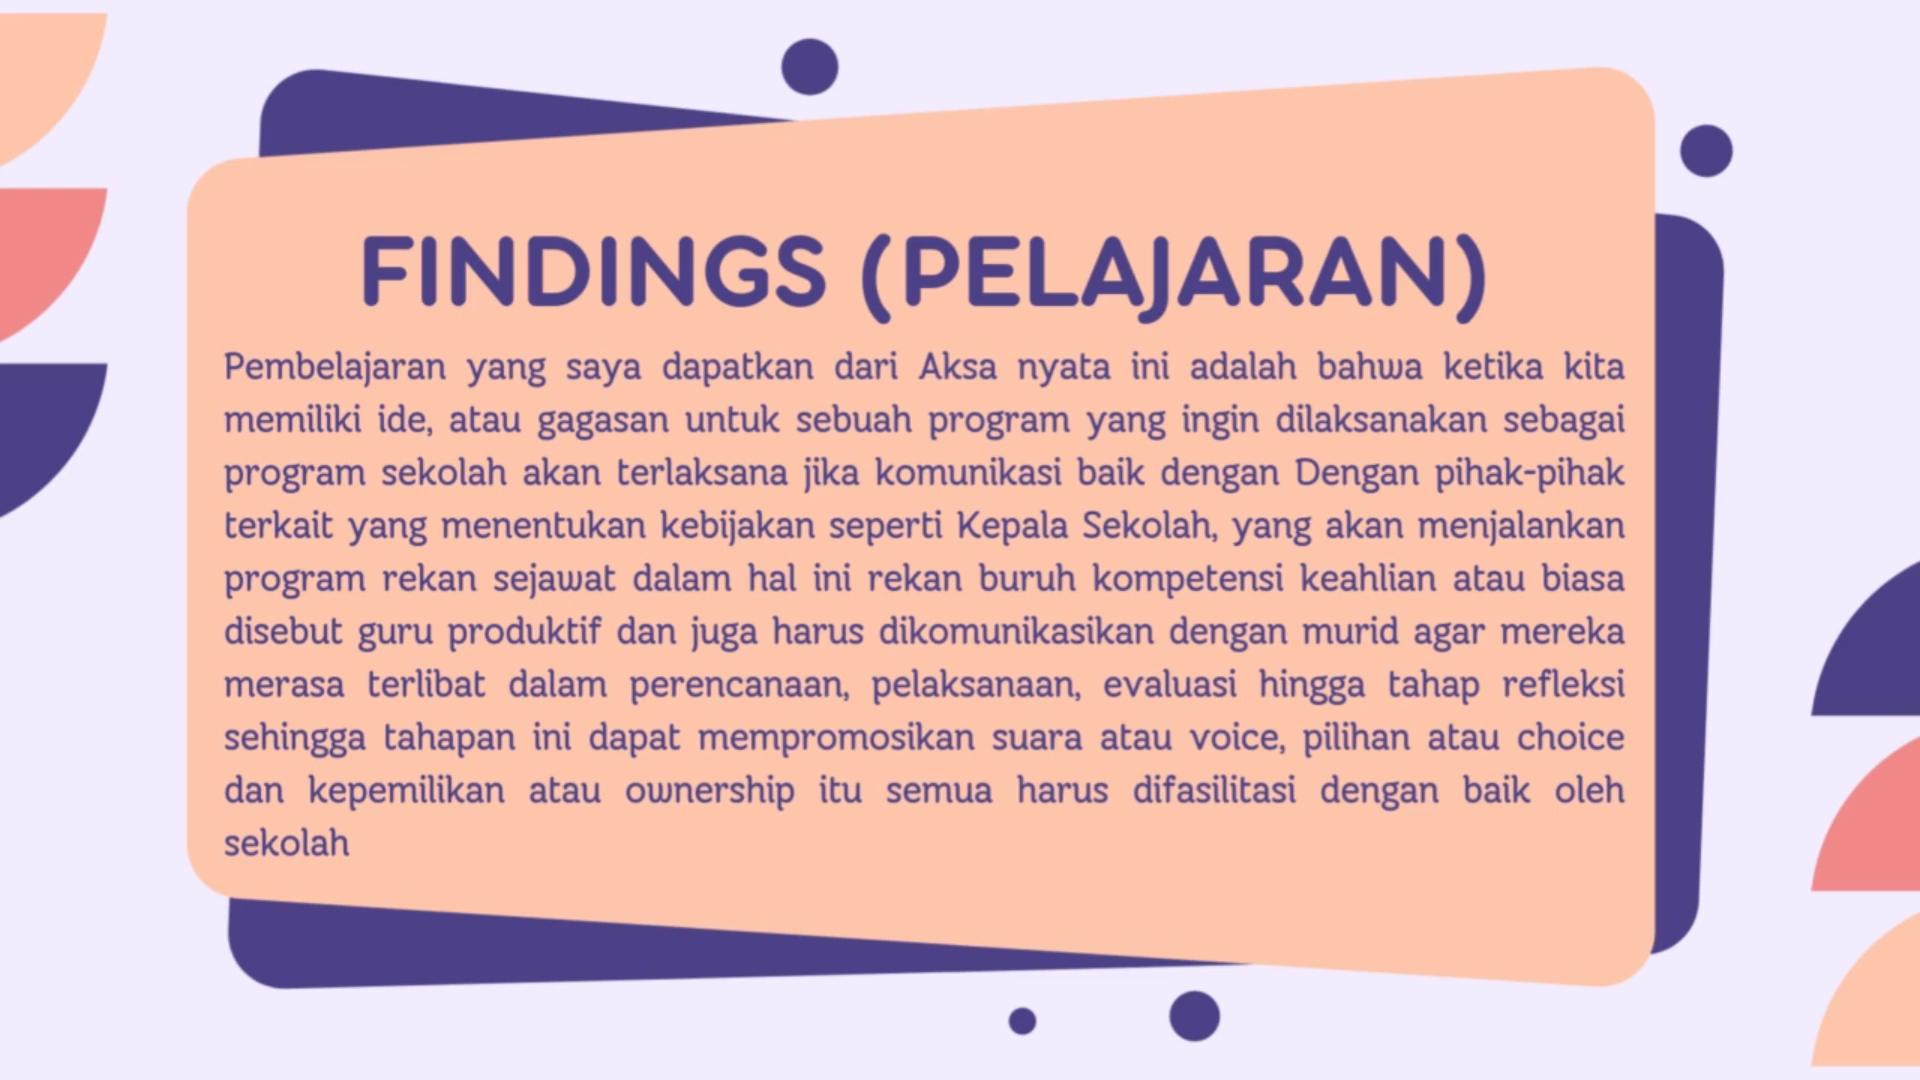 FINDINGS (PELAJARAN)
Pembelajaran yang saya dapatkan dari Aksa nyata ini adalah bahwa ketika kita
memiliki ide, atau gagasan untuk sebuah program yang ingin dilaksanakan sebagai
program sekolah akan terlaksana jika komunikasi baik dengan Dengan pihak-pihak
terkait yang menentukan kebijakan seperti Kepala Sekolah, yang akan menjalankan
program rekan sejawat dalam hal ini rekan buruh kompetensi keahlian atau biasa
disebut guru produktif dan juga harus dikomunikasikan dengan murid agar mereka
merasa terlibat dalam perencanaan, pelaksanaan, evaluasi hingga tahap refleksi
sehingga tahapan ini dapat mempromosikan suara atau voice, pilihan atau choice
dan kepemilikan atau ownership itu semua harus difasilitasi dengan baik oleh
sekolah